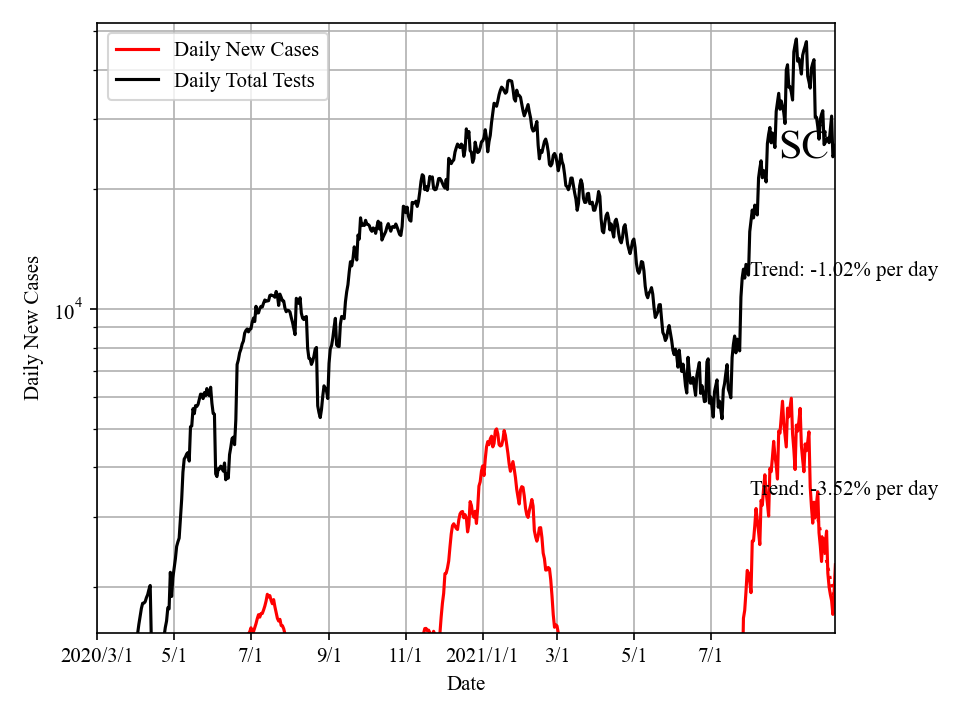 Daily New Cases
Daily Total Tests
SC
Trend: -1.02% per day
Trend: -3.52% per day
Daily New Cases
10^4
2020/3/1 5/1 7/1 9/1 11/1 2021/1/1 3/1 5/1 7/1
Date